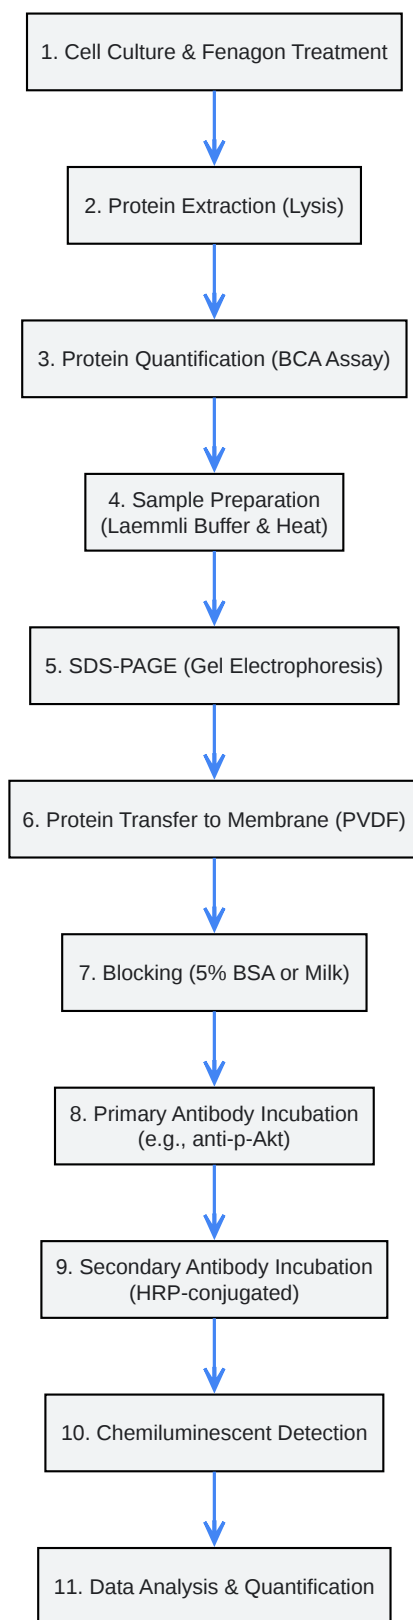 1. Cell Culture & Fenagon Treatment
2. Protein Extraction (Lysis)
3. Protein Quantification (BCA Assay)
4. Sample Preparation
(Laemmli Buffer & Heat)
5. SDS-PAGE (Gel Electrophoresis)
6. Protein Transfer to Membrane (PVDF)
7. Blocking (5% BSA or Milk)
8. Primary Antibody Incubation
(e.g., anti-p-Akt)
9. Secondary Antibody Incubation
(HRP-conjugated)
10. Chemiluminescent Detection
11. Data Analysis & Quantification